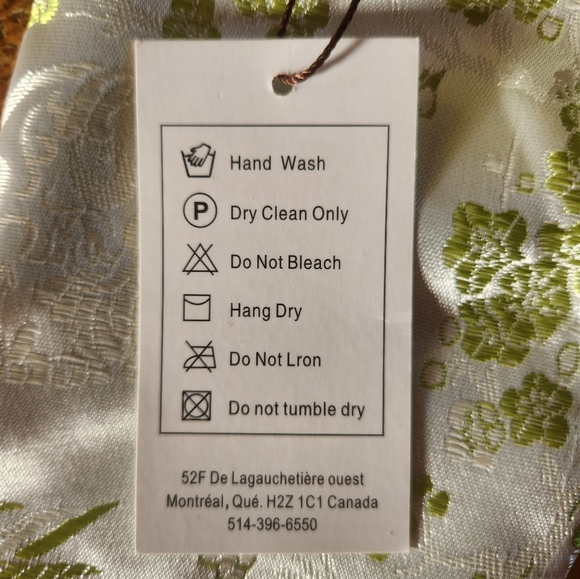 Hand Wash
P Dry Clean Only
Do Not Bleach
Hang Dry
Do Not Lron
Do not tumble dry
52F De Lagauchetière ouest
Montréal, Qué. H2Z 1C1 Canada
514-396-6550